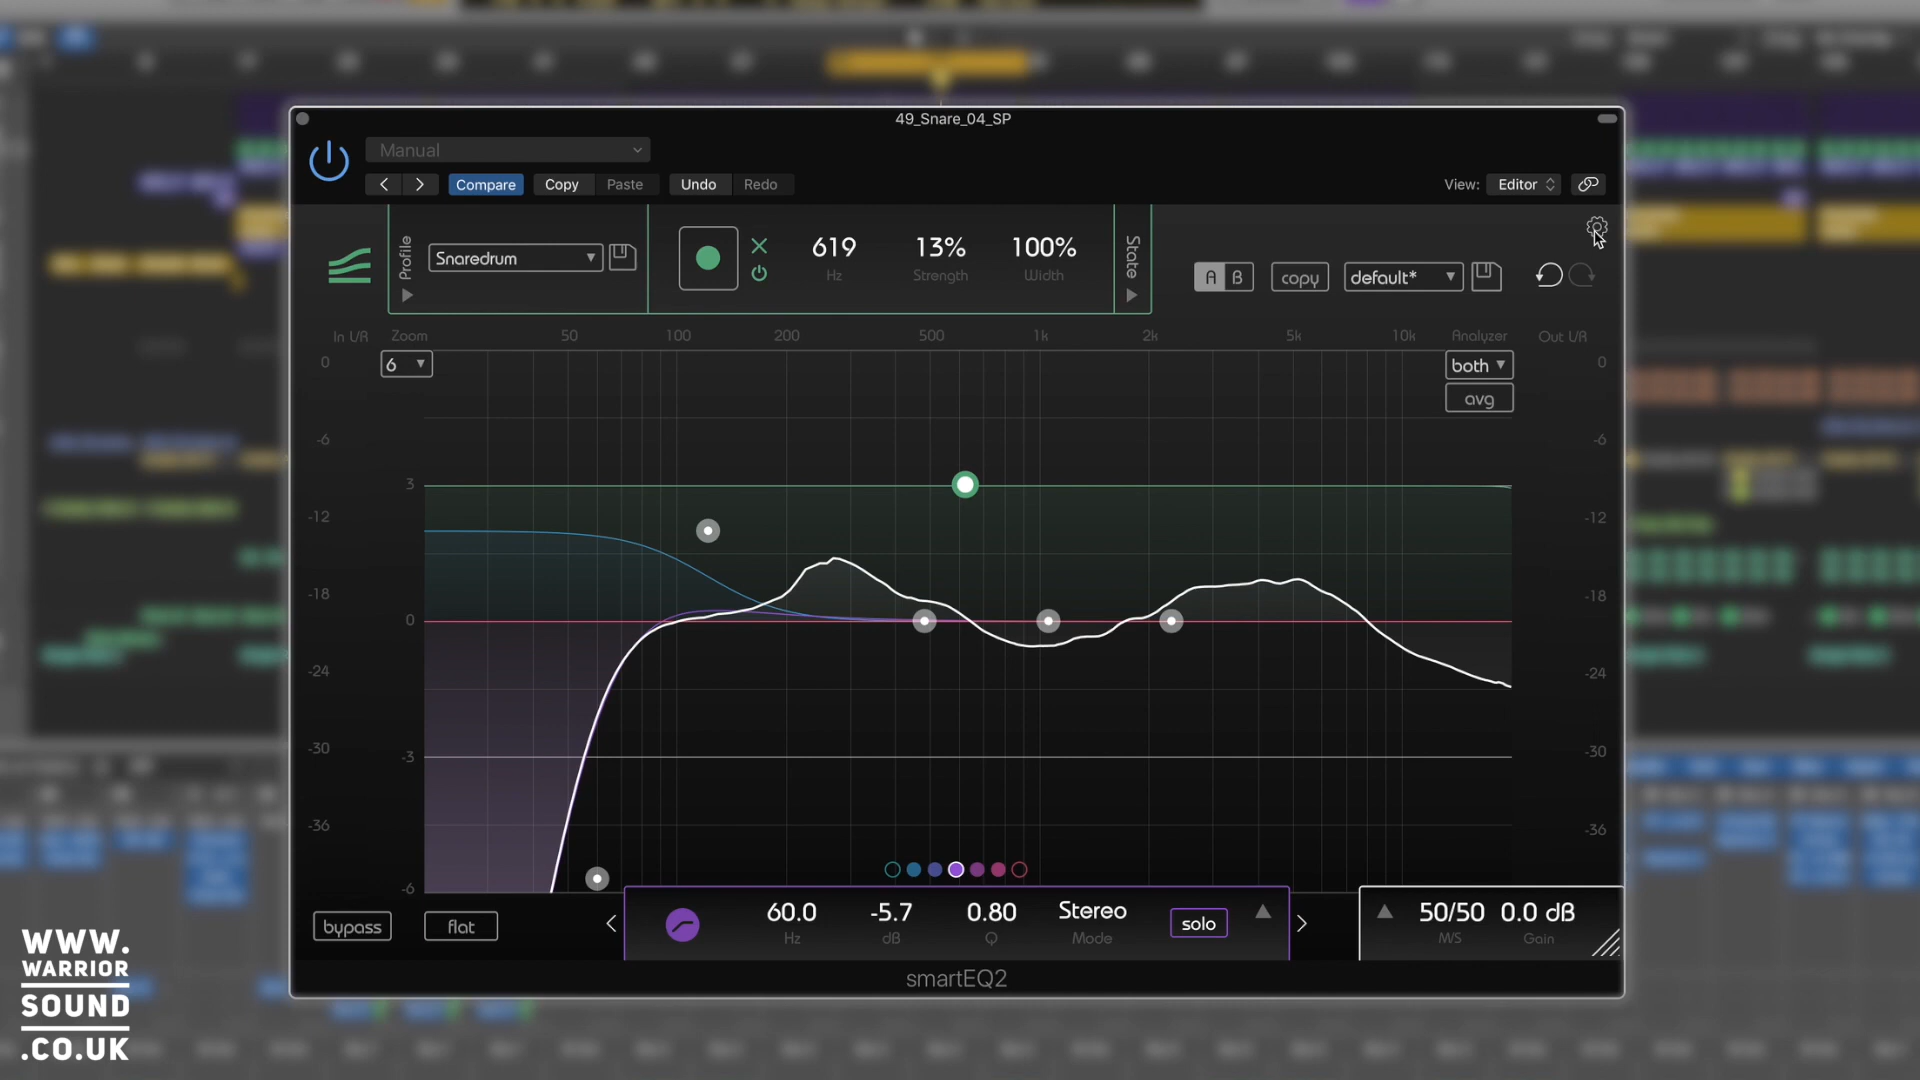 49_Snare_04_SP
Manual
Compare Copy Paste Undo Redo
View: Editor
Profile
Snaredrum
619 13% 100%
Hz Strength Width
State
A B copy default*
In L/R Zoom 50 100 200 500 1k 2k 5k 10k Analyzer Out L/R
0 6 both 0
avg
-6 -6
3
-12 -12
-18 -18
0
-24 -24
-30 -3 -30
-36 -36
-6
bypass flat
60.0 -5.7 0.80 Stereo solo
Hz dB Q Mode
50/50 0.0 dB
M/S Gain
smartEQ2
WWW.
WARRIOR
SOUND
.CO.UK